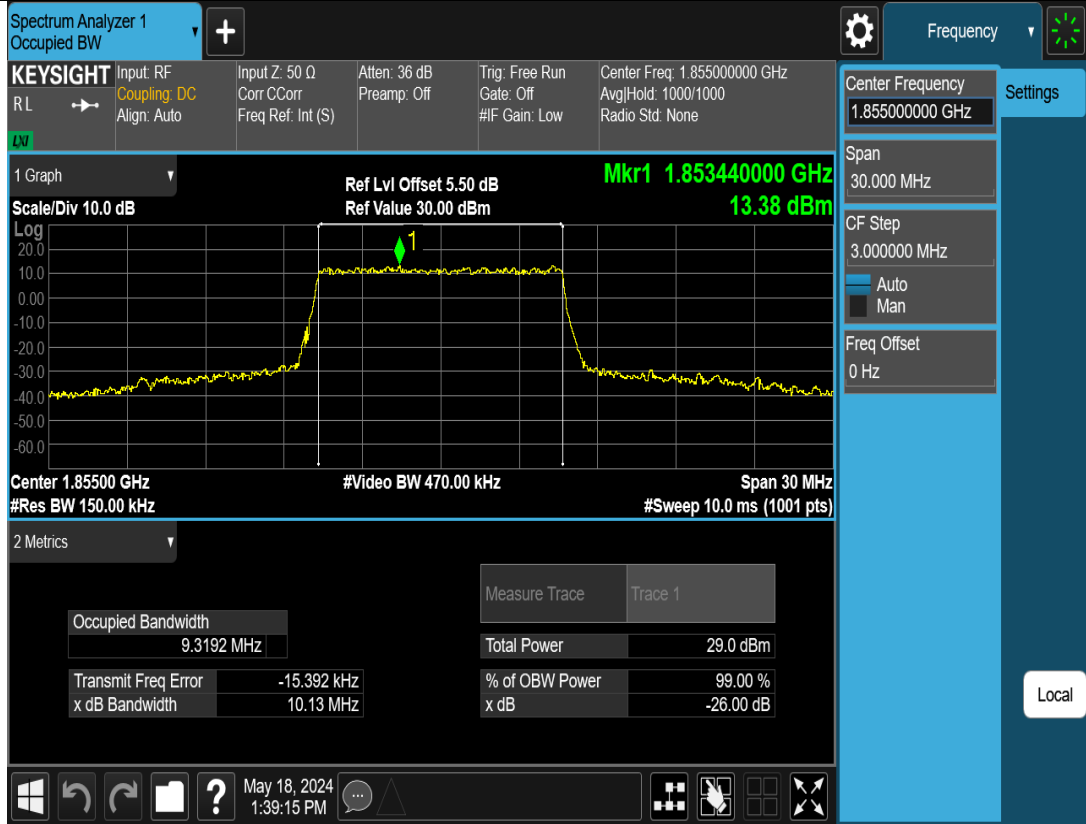 Spectrum Analyzer 1
Occupied BW
+
Frequency
KEYSIGHT
R L
LXI
Input: RF
Coupling: DC
Align: Auto
Input Z: 50 Ω
Corr CCorr
Freq Ref: Int (S)
Atten: 36 dB
Preamp: Off
Trig: Free Run
Gate: Off
#IF Gain: Low
Center Freq: 1.855000000 GHz
Avg|Hold: 1000/1000
Radio Std: None
Center Frequency
1.855000000 GHz
Settings
Span
30.000 MHz
CF Step
3.000000 MHz
Auto
Man
Freq Offset
0 Hz
Local
1 Graph
Scale/Div 10.0 dB
Ref Lvl Offset 5.50 dB
Ref Value 30.00 dBm
Mkr1 1.853440000 GHz
13.38 dBm
Log
1
20.0
10.0
0.00
-10.0
-20.0
-30.0
-40.0
-50.0
-60.0
Center 1.85500 GHz
#Video BW 470.00 kHz
Span 30 MHz
#Res BW 150.00 kHz
#Sweep 10.0 ms (1001 pts)
2 Metrics
Measure Trace
Trace 1
Occupied Bandwidth
9.3192 MHz
Total Power
29.0 dBm
Transmit Freq Error
-15.392 kHz
% of OBW Power
99.00 %
x dB Bandwidth
10.13 MHz
x dB
-26.00 dB
?
May 18, 2024
1:39:15 PM